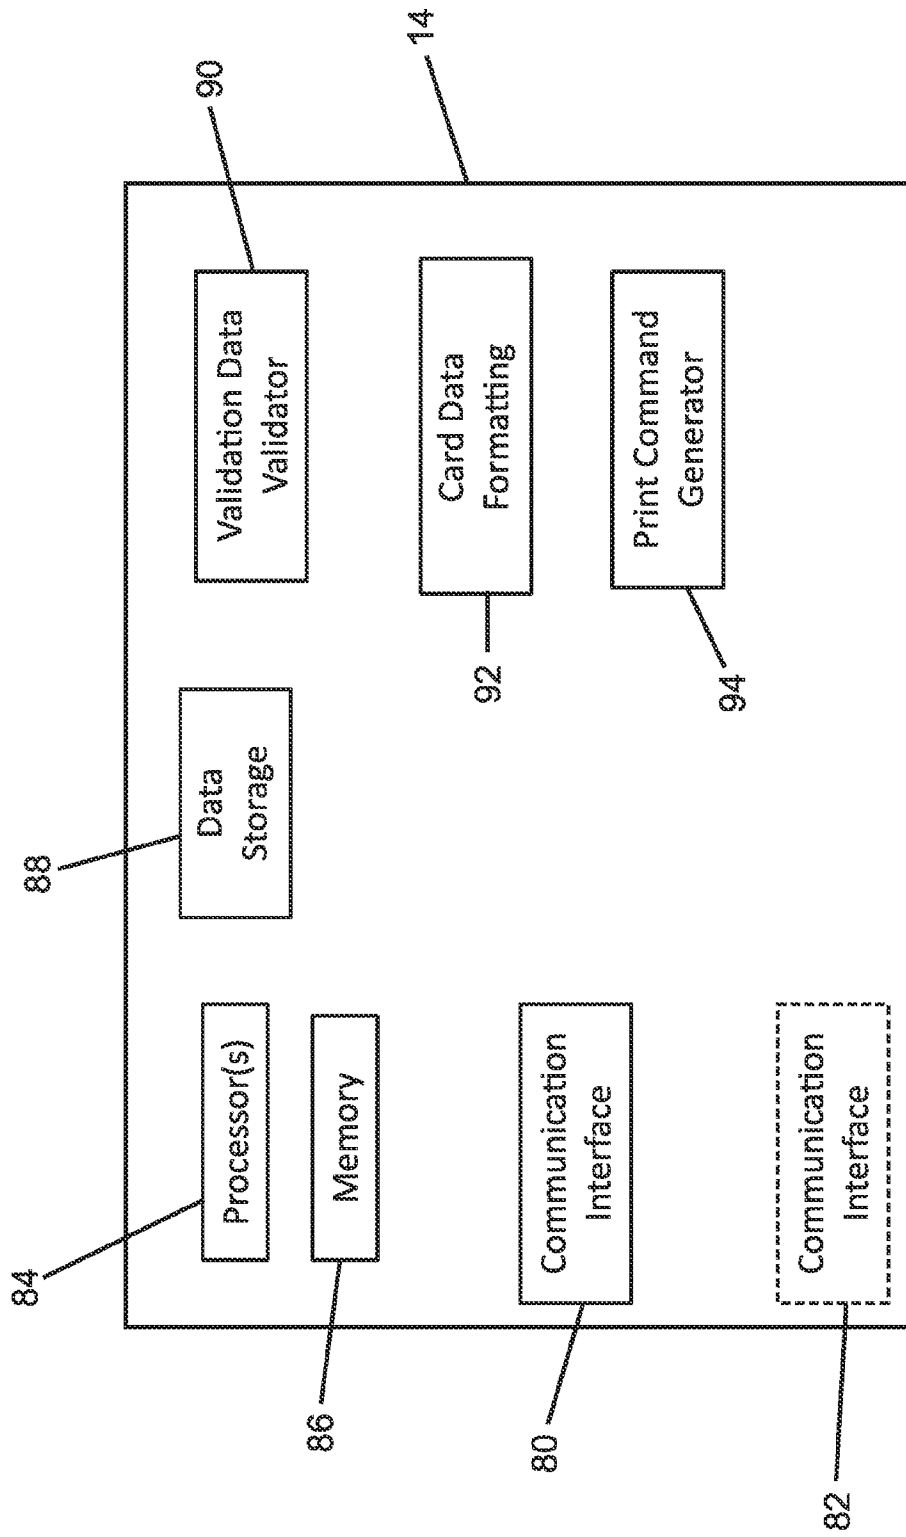 84
Processor(s)
86
Memory
80
Communication
Interface
82
Communication
Interface
88
Data
Storage
90
Validation Data
Validator
92
Card Data
Formatting
94
Print Command
Generator
14